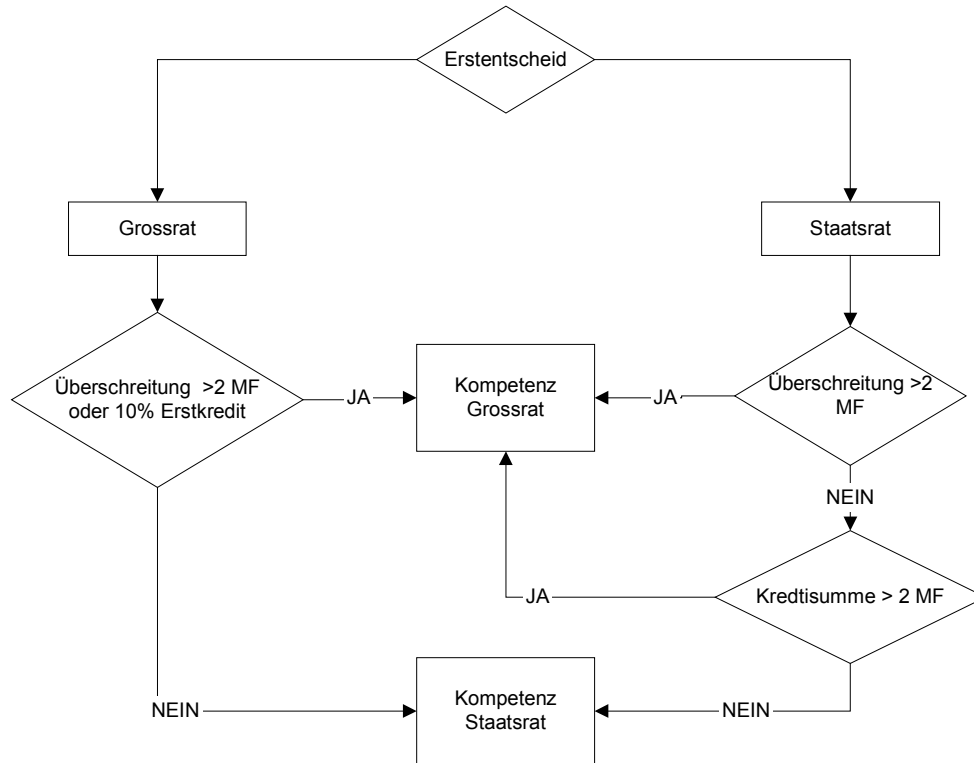 Erstentscheid
Grossrat
Staatsrat
Überschreitung >2 MF
oder 10% Erstkredit
JA
Kompetenz
Grossrat
JA
Überschreitung >2
MF
NEIN
JA
Kredtisumme > 2 MF
NEIN
Kompetenz
Staatsrat
NEIN